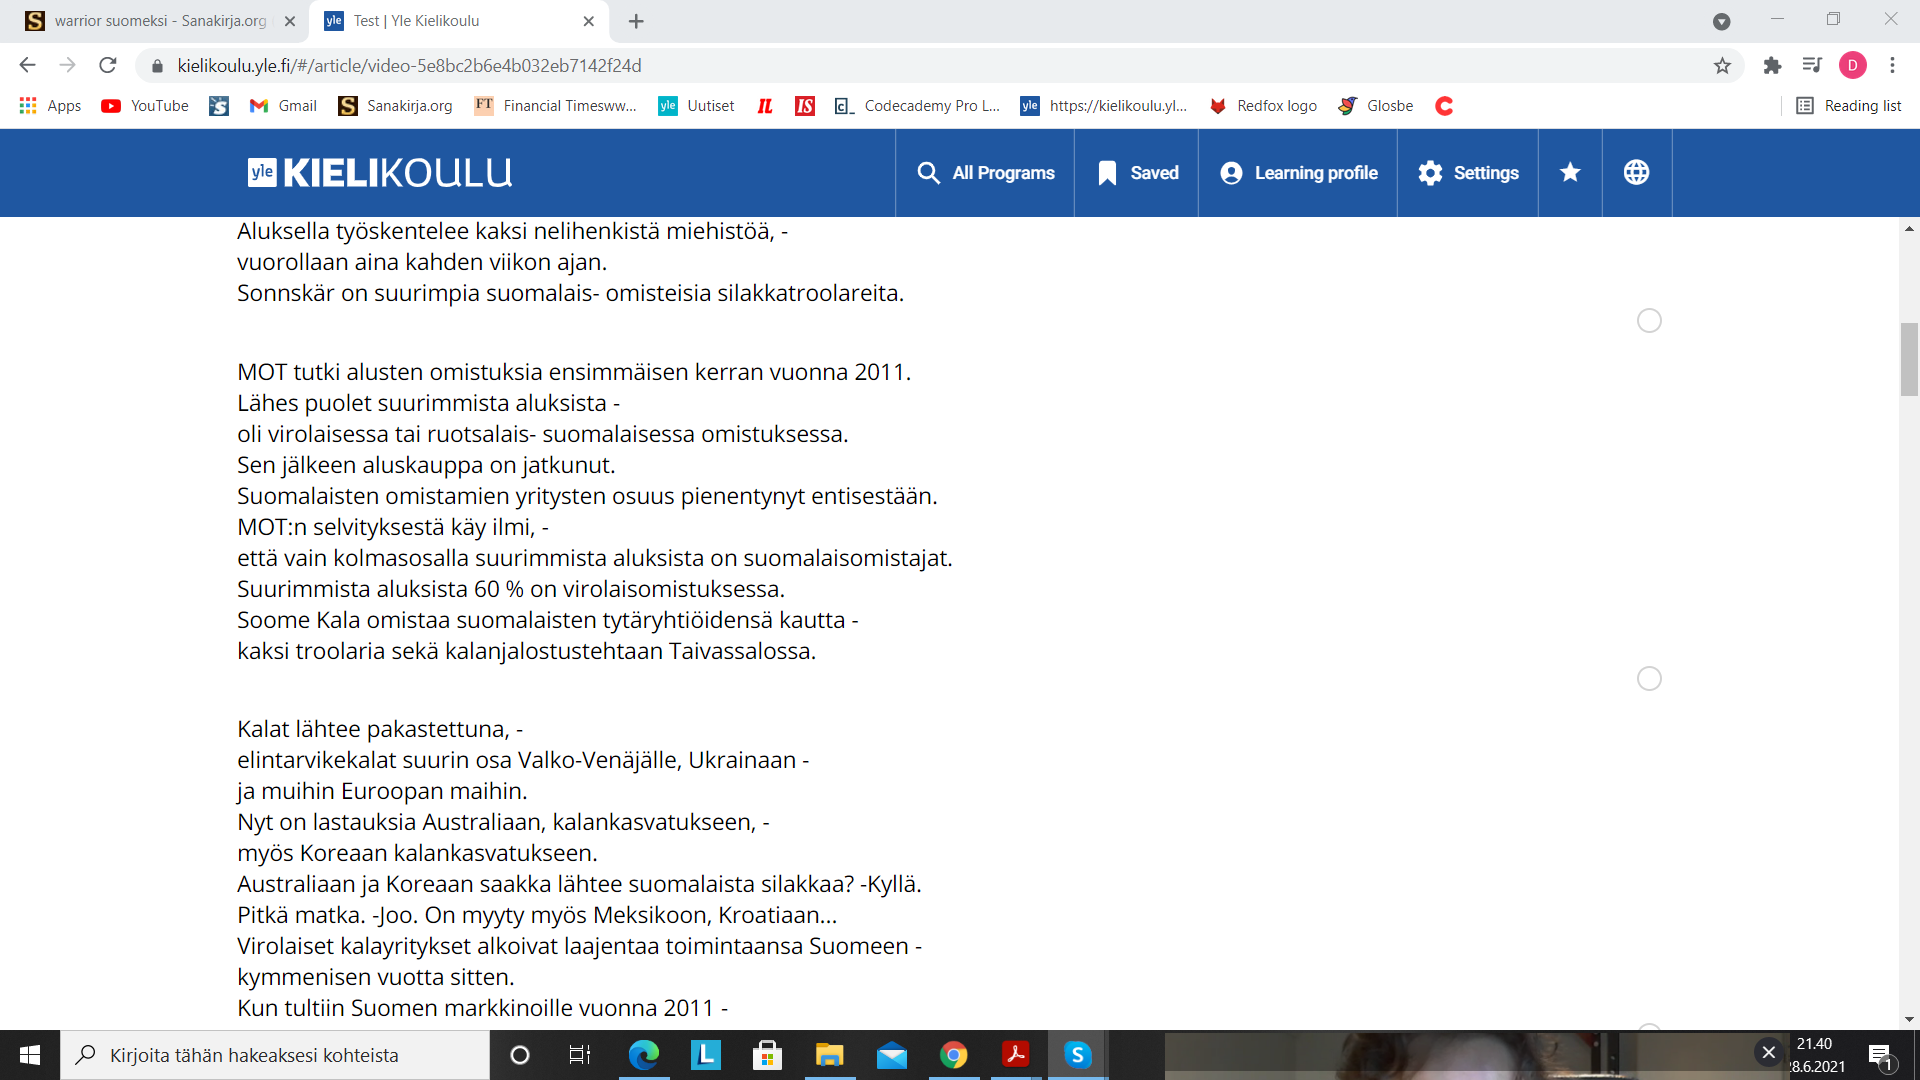 warrior suomeksi - Sanakirja.org
Test | Yle Kielikoulu
kielikoulu.yle.fi/#/article/video-5e8bc2b6e4b032eb7142f24d
D
Apps
YouTube
Gmail
Sanakirja.org
Financial Timesww...
Uutiset
Codecademy Pro L...
https://kielikoulu.yl...
Redfox logo
Glosbe
Reading list
yle KIELIKOULU
All Programs
Saved
Learning profile
Settings
Aluksella työskentelee kaksi nelihenkistä miehistöä, -
vuorollaan aina kahden viikon ajan.
Sonnskär on suurimpia suomalais- omisteisia silakkatroolareita.
MOT tutki alusten omistuksia ensimmäisen kerran vuonna 2011.
Lähes puolet suurimmista aluksista -
oli virolaisessa tai ruotsalais- suomalaisessa omistuksessa.
Sen jälkeen aluskauppa on jatkunut.
Suomalaisten omistamien yritysten osuus pienentynyt entisestään.
MOT:n selvityksestä käy ilmi, -
että vain kolmasosalla suurimmista aluksista on suomalaisomistajat.
Suurimmista aluksista 60 % on virolaisomistuksessa.
Soome Kala omistaa suomalaisten tytäryhtiöidensä kautta -
kaksi troolaria sekä kalanjalostustehtaan Taivassalossa.
Kalat lähtee pakastettuna, -
elintarvikekalat suurin osa Valko-Venäjälle, Ukrainaan -
ja muihin Euroopan maihin.
Nyt on lastauksia Australiaan, kalankasvatukseen, -
myös Koreaan kalankasvatukseen.
Australiaan ja Koreaan saakka lähtee suomalaista silakkaa? -Kyllä.
Pitkä matka. -Joo. On myyty myös Meksikoon, Kroatiaan...
Virolaiset kalayritykset alkoivat laajentaa toimintaansa Suomeen -
kymmenisen vuotta sitten.
Kun tultiin Suomen markkinoille vuonna 2011 -
Kirjoita tähän hakeaksesi kohteista
21.40
8.6.2021
1